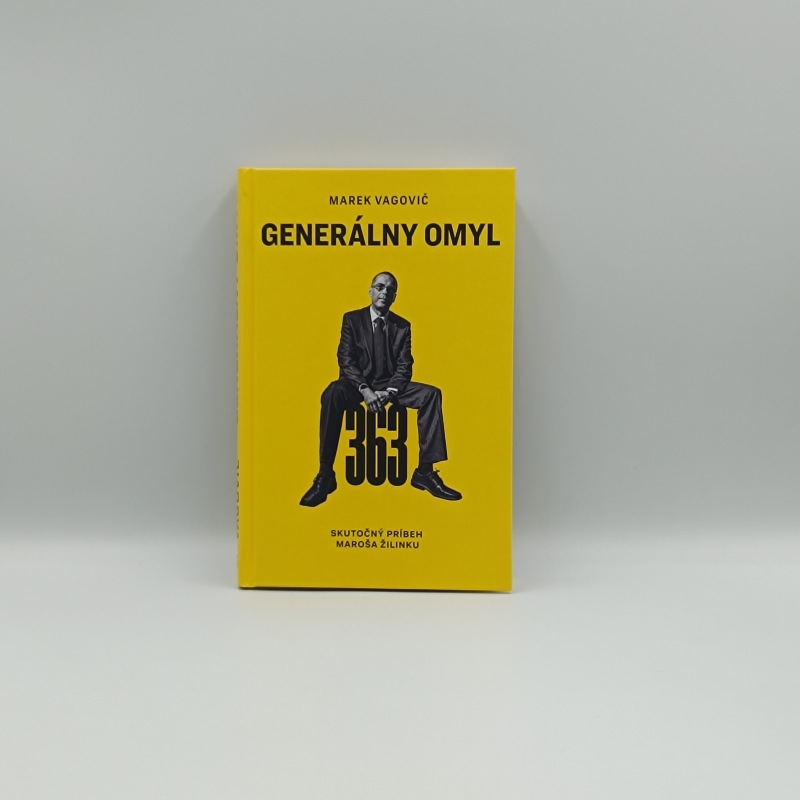 MAREK VAGOVIČ
GENERÁLNY OMYL
363
SKUTOČNÝ PRÍBEH
MAROŠA ŽILINKU